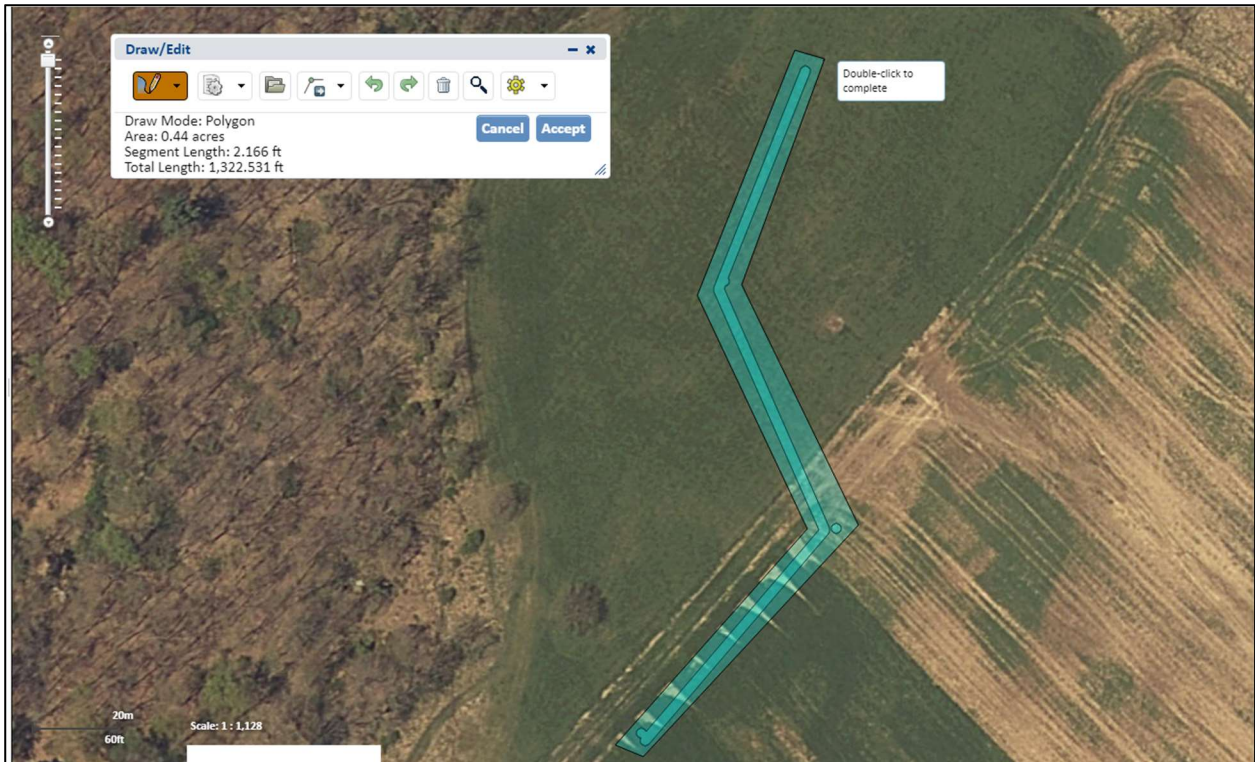 Draw/Edit
Draw Mode: Polygon
Area: 0.44 acres
Segment Length: 2.166 ft
Total Length: 1,322.531 ft
Cancel Accept
Double-click to
complete
20m
60ft
Scale: 1 : 1,128